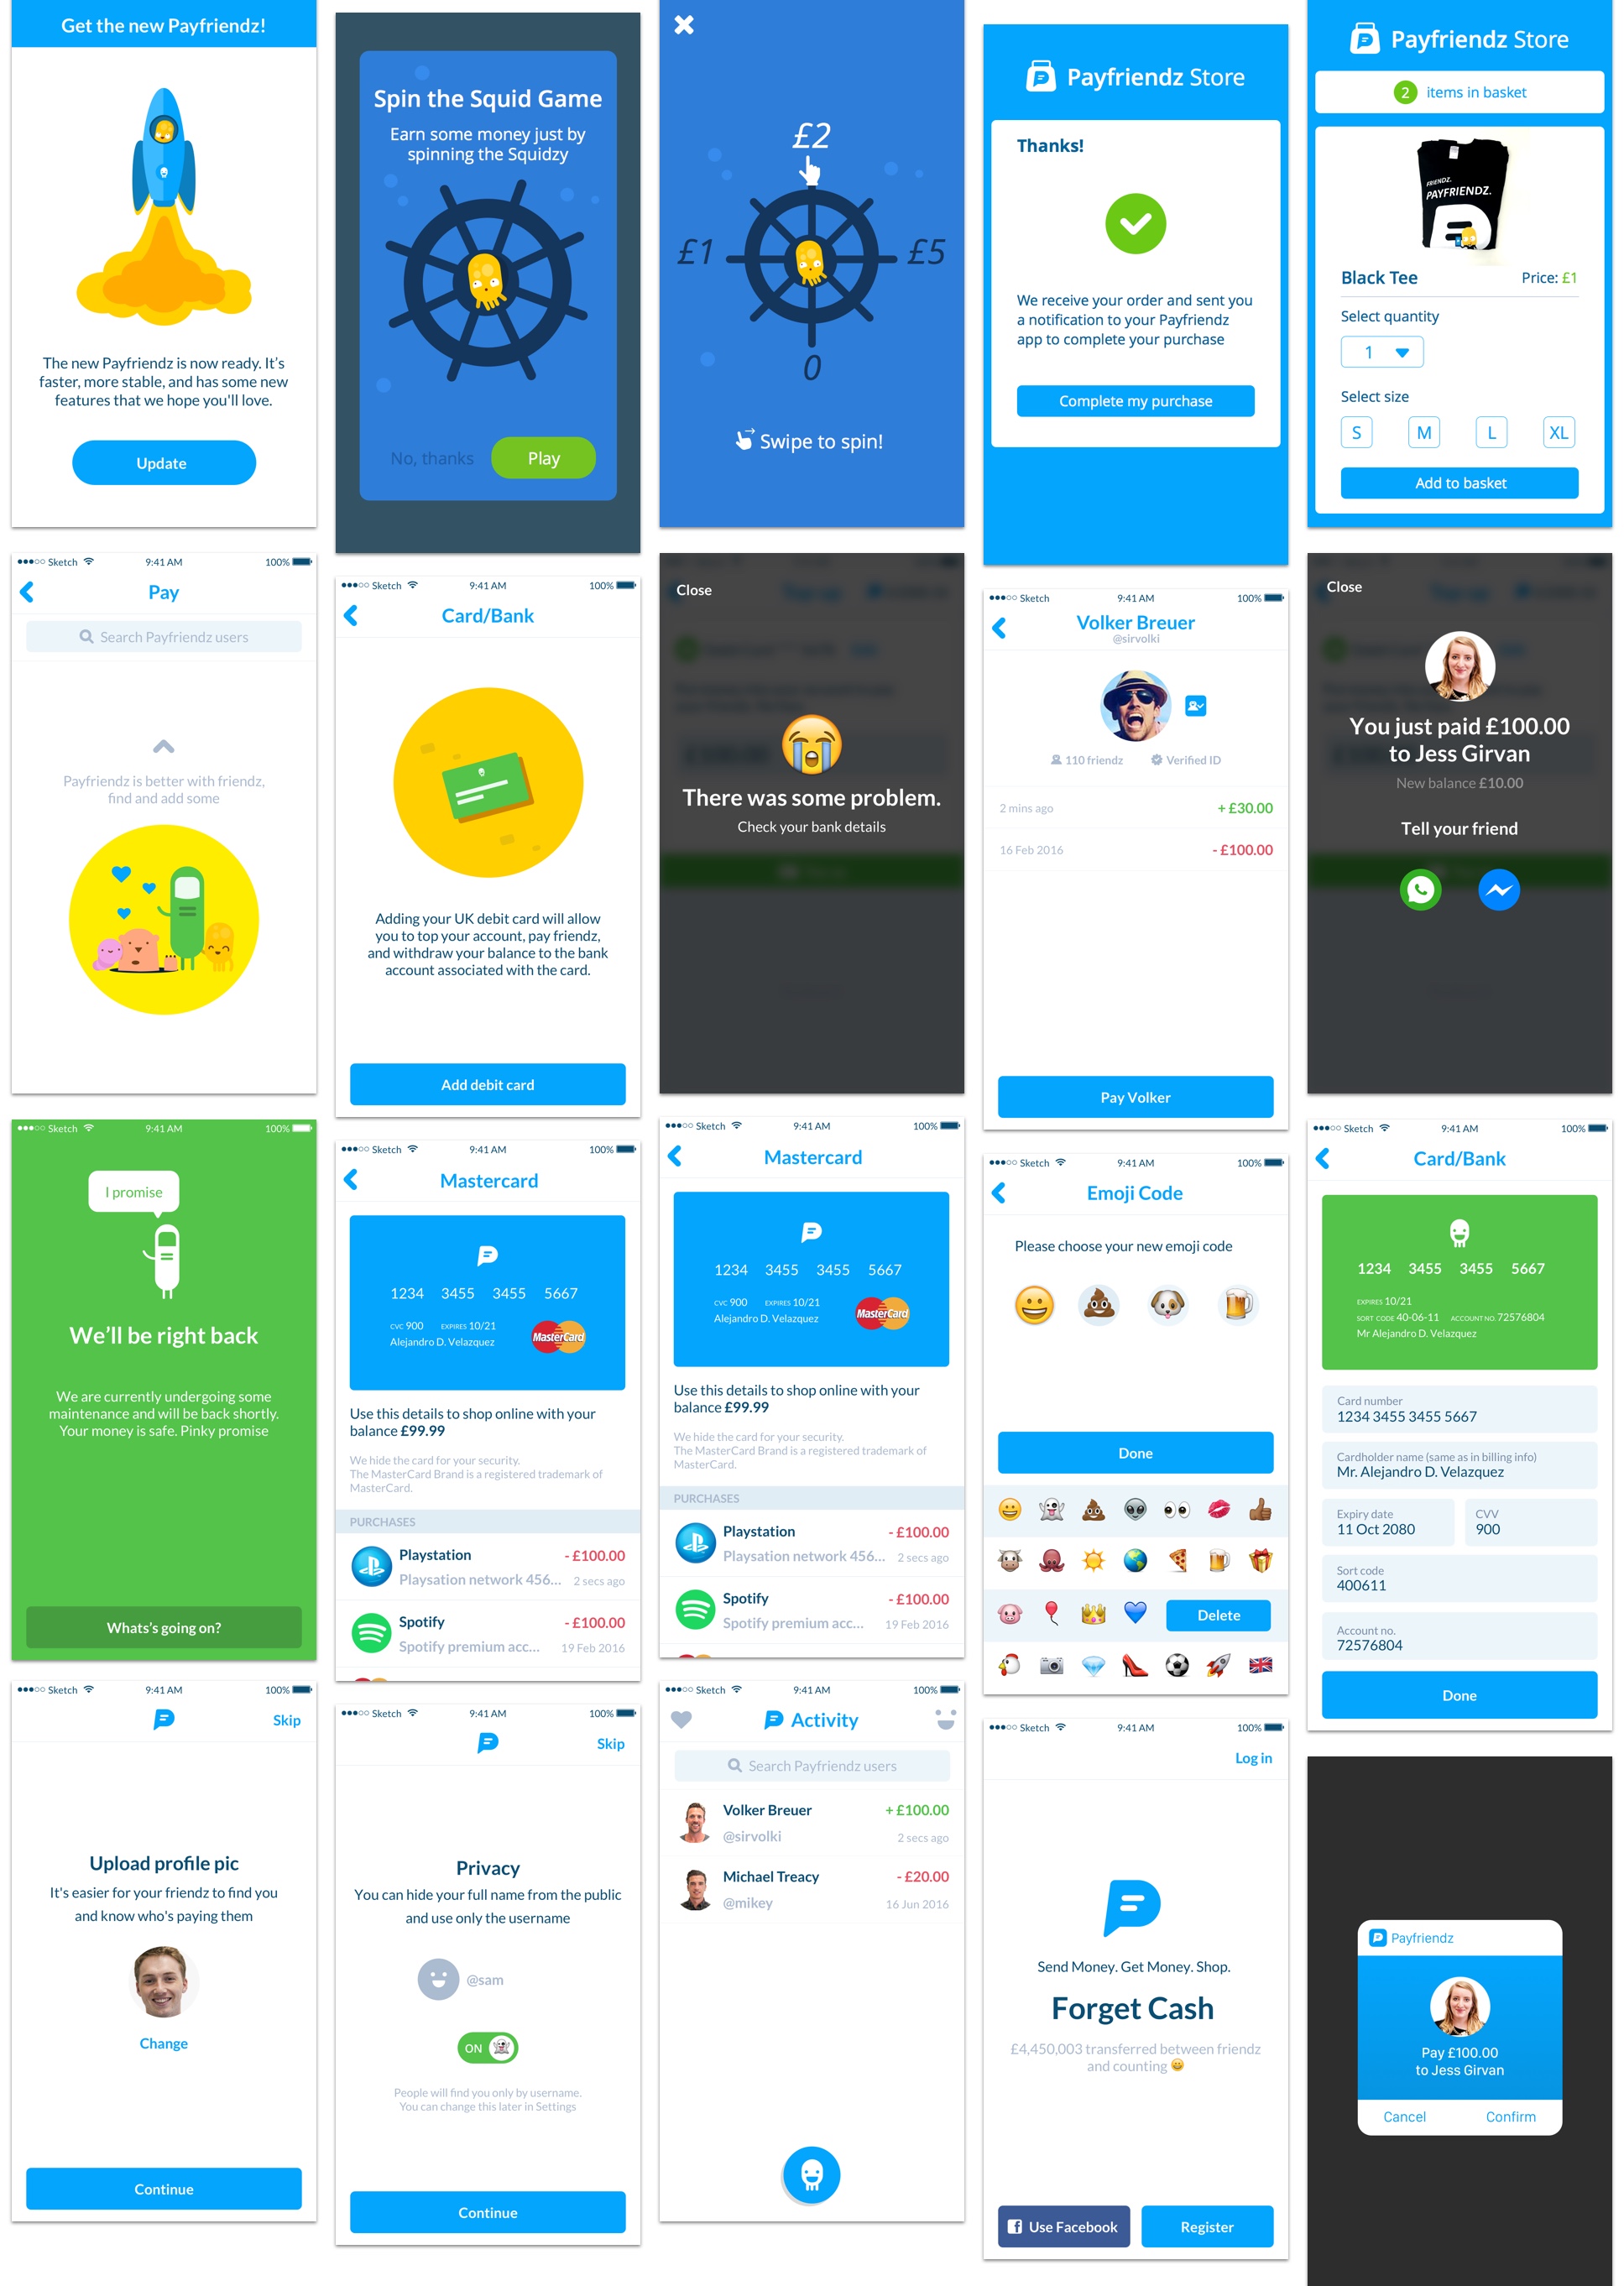 Get the new Payfriendz!
The new Payfriendz is now ready. It's
faster, more stable, and has some new
features that we hope you'll love.
Update
Spin the Squid Game
Earn some money just by
spinning the Squidzy
No, thanks
Play
£2
£1
£5
0
Swipe to spin!
Payfriendz Store
Thanks!
We receive your order and sent you
a notification to your Payfriendz
app to complete your purchase
Complete my purchase
Payfriendz Store
2 items in basket
FRIENDZ.
PAYFRIENDZ.
Black Tee
Price: £1
Select quantity
1
Select size
S M L XL
Add to basket
Sketch 9:41 AM 100%
Pay
Search Payfriendz users
Payfriendz is better with friendz,
find and add some
Sketch 9:41 AM 100%
Card/Bank
Adding your UK debit card will allow
you to top your account, pay friendz,
and withdraw your balance to the bank
account associated with the card.
Add debit card
Close
There was some problem.
Check your bank details
Sketch 9:41 AM 100%
Volker Breuer
@sirvolki
110 friendz Verified ID
2 mins ago + £30.00
16 Feb 2016 - £100.00
Pay Volker
Close
You just paid £100.00
to Jess Girvan
New balance £10.00
Tell your friend
Sketch 9:41 AM 100%
I promise
We'll be right back
We are currently undergoing some
maintenance and will be back shortly.
Your money is safe. Pinky promise
Whats's going on?
Sketch 9:41 AM 100%
Mastercard
1234 3455 3455 5667
CVC 900 EXPIRES 10/21
Alejandro D. Velazquez
MasterCard
Use this details to shop online with your
balance £99.99
We hide the card for your security.
The MasterCard Brand is a registered trademark of
MasterCard.
PURCHASES
Playstation - £100.00
Playsation network 456... 2 secs ago
Spotify - £100.00
Spotify premium acc... 19 Feb 2016
Sketch 9:41 AM 100%
Mastercard
1234 3455 3455 5667
CVC 900 EXPIRES 10/21
Alejandro D. Velazquez
MasterCard
Use this details to shop online with your
balance £99.99
We hide the card for your security.
The MasterCard Brand is a registered trademark of
MasterCard.
PURCHASES
Playstation - £100.00
Playsation network 456... 2 secs ago
Spotify - £100.00
Spotify premium acc... 19 Feb 2016
Sketch 9:41 AM 100%
Emoji Code
Please choose your new emoji code
Done
Delete
Sketch 9:41 AM 100%
Card/Bank
1234 3455 3455 5667
EXPIRES 10/21
SORT CODE 40-06-11 ACCOUNT NO. 72576804
Mr Alejandro D. Velazquez
Card number
1234 3455 3455 5667
Cardholder name (same as in billing info)
Mr. Alejandro D. Velazquez
Expiry date
11 Oct 2080
CVV
900
Sort code
400611
Account no.
72576804
Done
Sketch 9:41 AM 100%
Skip
Upload profile pic
It's easier for your friendz to find you
and know who's paying them
Change
Continue
Sketch 9:41 AM 100%
Skip
Privacy
You can hide your full name from the public
and use only the username
@sam
ON
People will find you only by username.
You can change this later in Settings
Continue
Sketch 9:41 AM 100%
Activity
Search Payfriendz users
Volker Breuer + £100.00
@sirvolki 2 secs ago
Michael Treacy - £20.00
@mikey 16 Jun 2016
Sketch 9:41 AM 100%
Log in
Send Money. Get Money. Shop.
Forget Cash
£4,450,003 transferred between friendz
and counting
Use Facebook
Register
Payfriendz
Pay £100.00
to Jess Girvan
Cancel Confirm